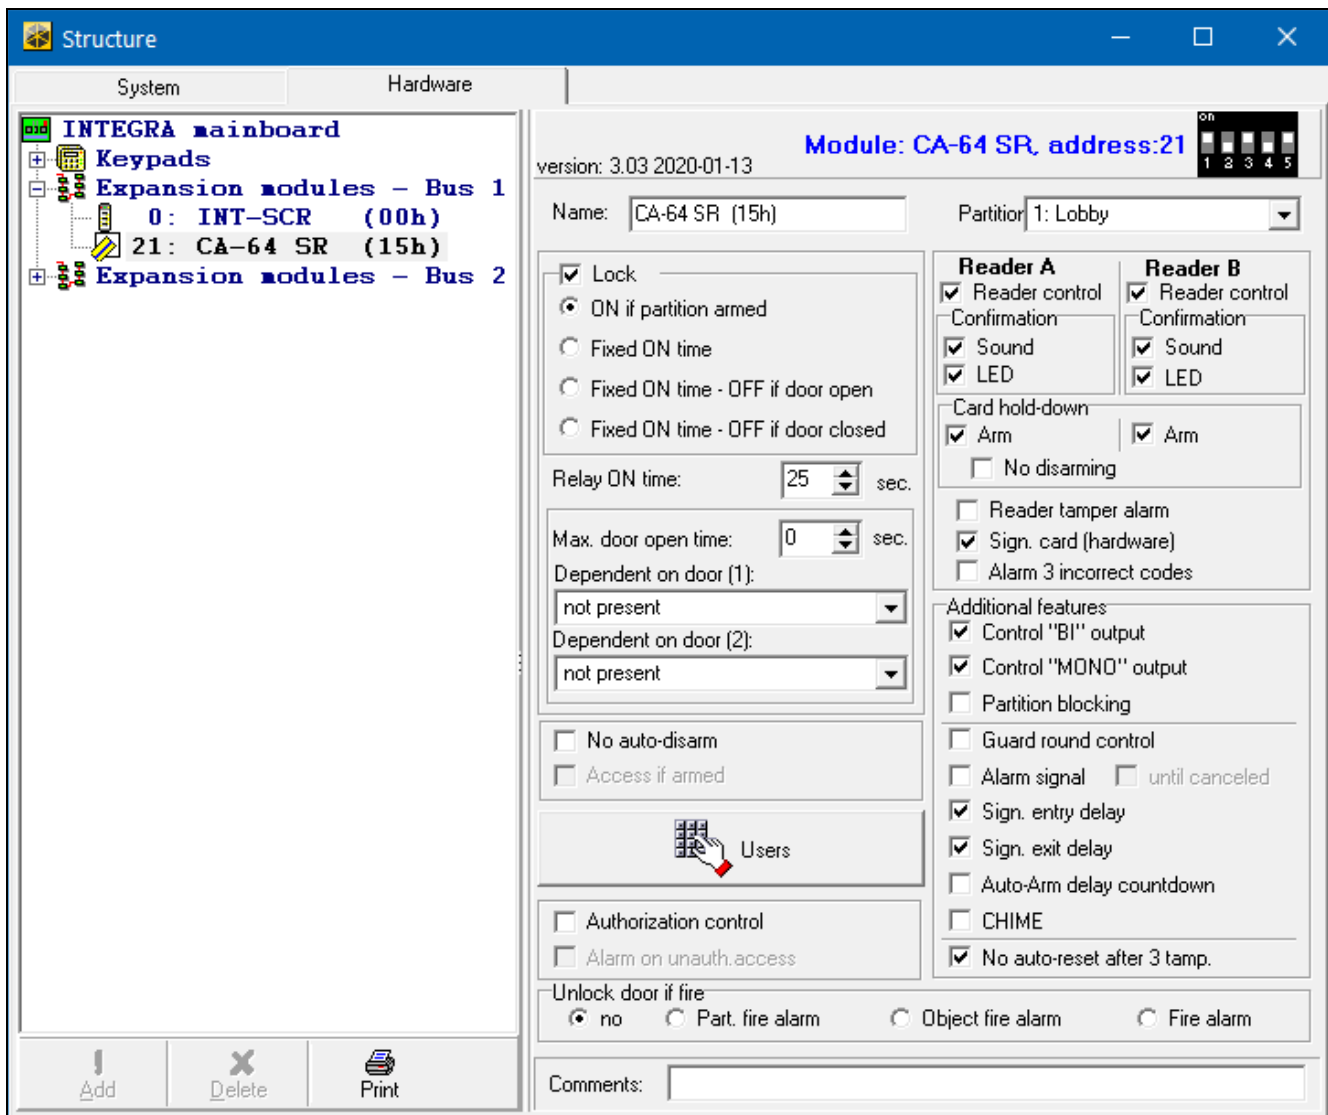 Structure
System
Hardware
INTEGRA mainboard
Keypads
Expansion modules - Bus 1
0: INT-SCR (00h)
21: CA-64 SR (15h)
Expansion modules - Bus 2
Add
Delete
Print
version: 3.03 2020-01-13
Module: CA-64 SR, address:21
on
1 2 3 4 5
Name: CA-64 SR (15h)
Partition 1: Lobby
Lock
ON if partition armed
Fixed ON time
Fixed ON time - OFF if door open
Fixed ON time - OFF if door closed
Relay ON time: 25 sec.
Max. door open time: 0 sec.
Dependent on door (1):
not present
Dependent on door (2):
not present
No auto-disarm
Access if armed
Users
Authorization control
Alarm on unauth.access
Reader A
Reader B
Reader control
Reader control
Confirmation
Confirmation
Sound
Sound
LED
LED
Card hold-down
Arm
Arm
No disarming
Reader tamper alarm
Sign. card (hardware)
Alarm 3 incorrect codes
Additional features
Control "BI" output
Control "MONO" output
Partition blocking
Guard round control
Alarm signal
until canceled
Sign. entry delay
Sign. exit delay
Auto-Arm delay countdown
CHIME
No auto-reset after 3 tamp.
Unlock door if fire
no
Part. fire alarm
Object fire alarm
Fire alarm
Comments: